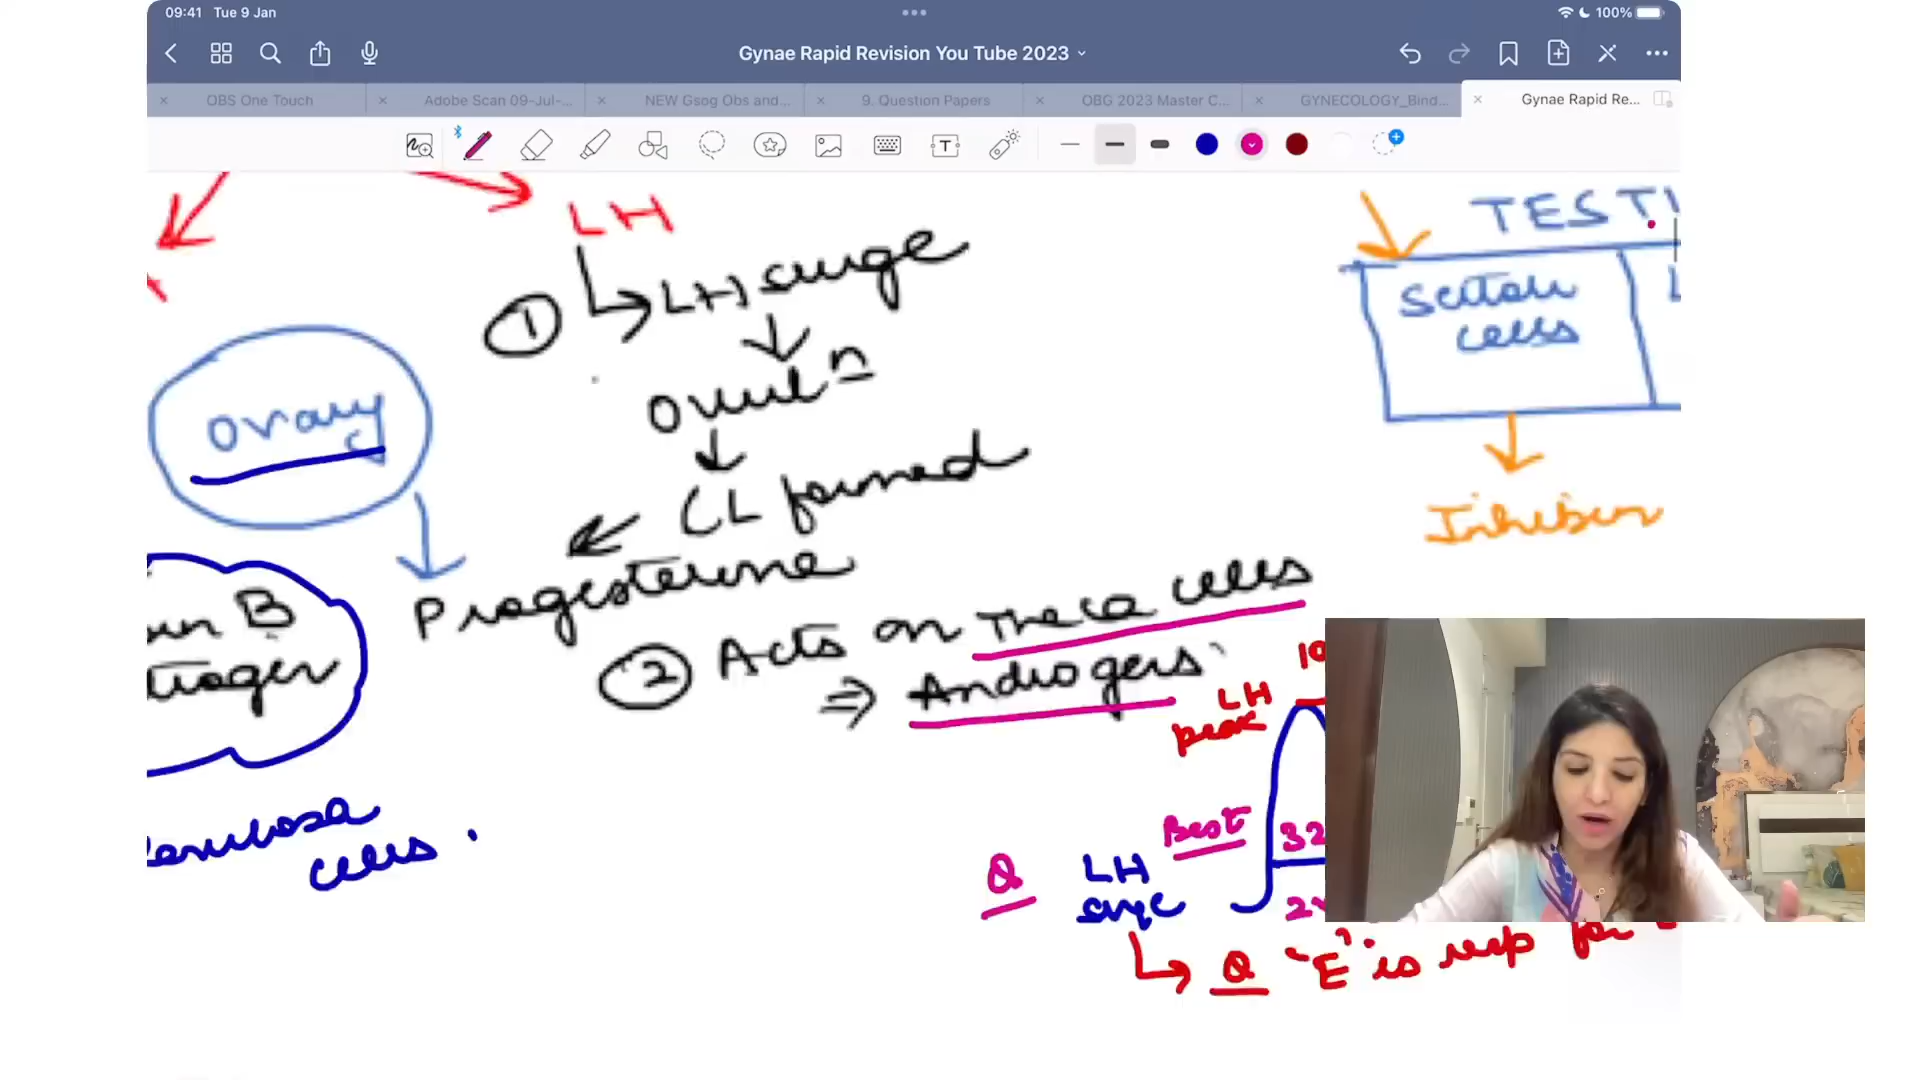 09:41 Tue 9 Jan
100%
Gynae Rapid Revision You Tube 2023
OBS One Touch
Adobe Scan 09-Jul-...
NEW Gsog Obs and...
9. Question Papers
OBG 2023 Master C...
GYNECOLOGY_Bind...
Gynae Rapid Re...
LH
① LH surge
Ovulⁿ
CL formed
Progesterone
② Acts on Theca cells
⇒ Androgens
Ovary
B
cells
TESTI
Sertoli
cells
Inhibin
LH
peak
10
Best
32
Q
LH
surge
Q "E" is resp for